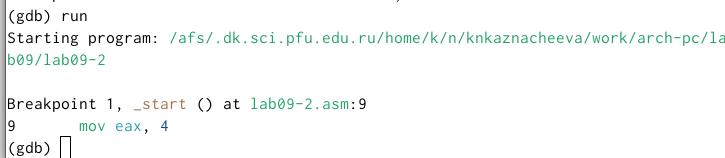 (gdb) run
Starting program: /afs/.dk.sci.pfu.edu.ru/home/k/n/knkaznacheeva/work/arch-pc/la
b09/lab09-2

Breakpoint 1, _start () at lab09-2.asm:9
9       mov eax, 4
(gdb)